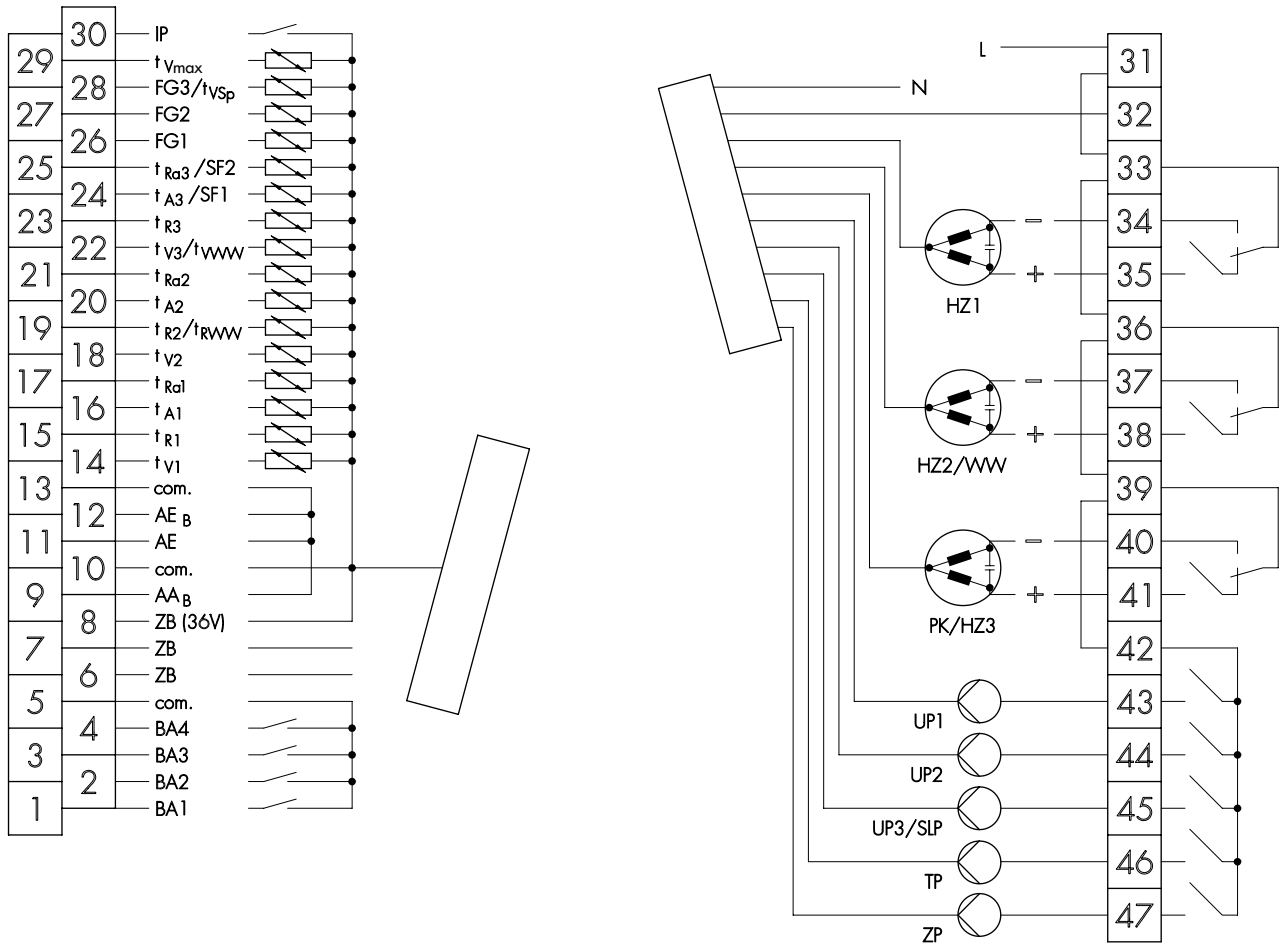 30 IP
29 t Vmax
28 FG3/tVSp
27 FG2
26 FG1
25 t Ra3 /SF2
24 t A3 /SF1
23 t R3
22 t V3/tWW
21 t Ra2
20 t A2
19 t R2/tRWW
18 t V2
17 t Ra1
16 t A1
15 t R1
14 t V1
13 com.
12 AE B
11 AE
10 com.
9 AA B
8 ZB (36V)
7 ZB
6 ZB
5 com.
4 BA4
3 BA3
2 BA2
1 BA1
L 31
N
32
33
− 34
+ 35
HZ1
36
− 37
+ 38
HZ2/WW
39
− 40
+ 41
PK/HZ3
42
UP1 43
UP2 44
UP3/SLP 45
TP 46
ZP 47